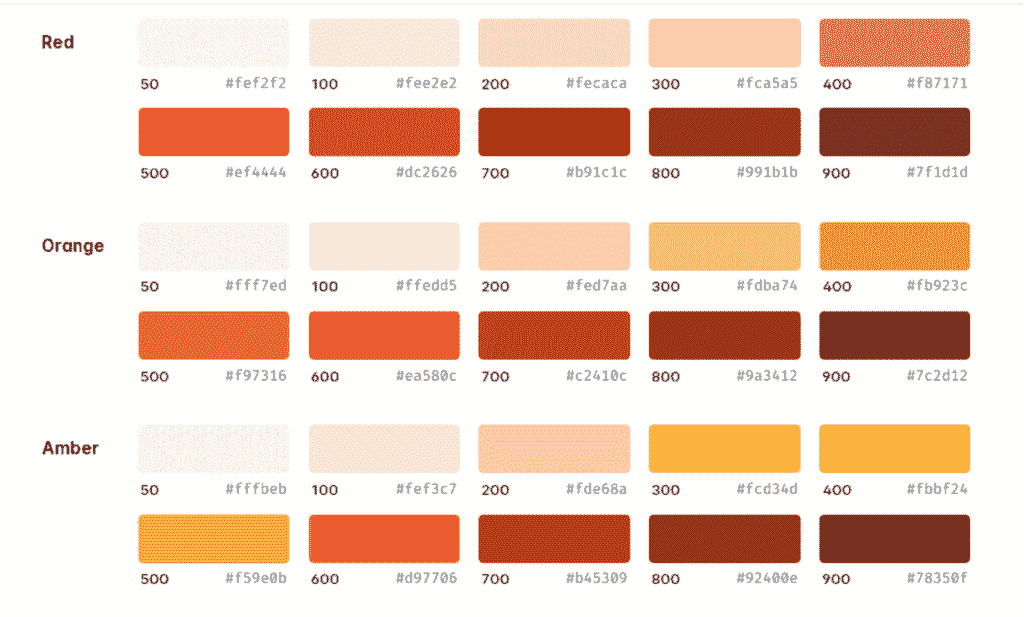 Red
50 #fef2f2 100 #fee2e2 200 #fecaca 300 #fca5a5 400 #f87171
500 #ef4444 600 #dc2626 700 #b91c1c 800 #991b1b 900 #7f1d1d
Orange
50 #fff7ed 100 #ffedd5 200 #fed7aa 300 #fdba74 400 #fb923c
500 #f97316 600 #ea580c 700 #c2410c 800 #9a3412 900 #7c2d12
Amber
50 #fffbeb 100 #fef3c7 200 #fde68a 300 #fcd34d 400 #fbbf24
500 #f59e0b 600 #d97706 700 #b45309 800 #92400e 900 #78350f